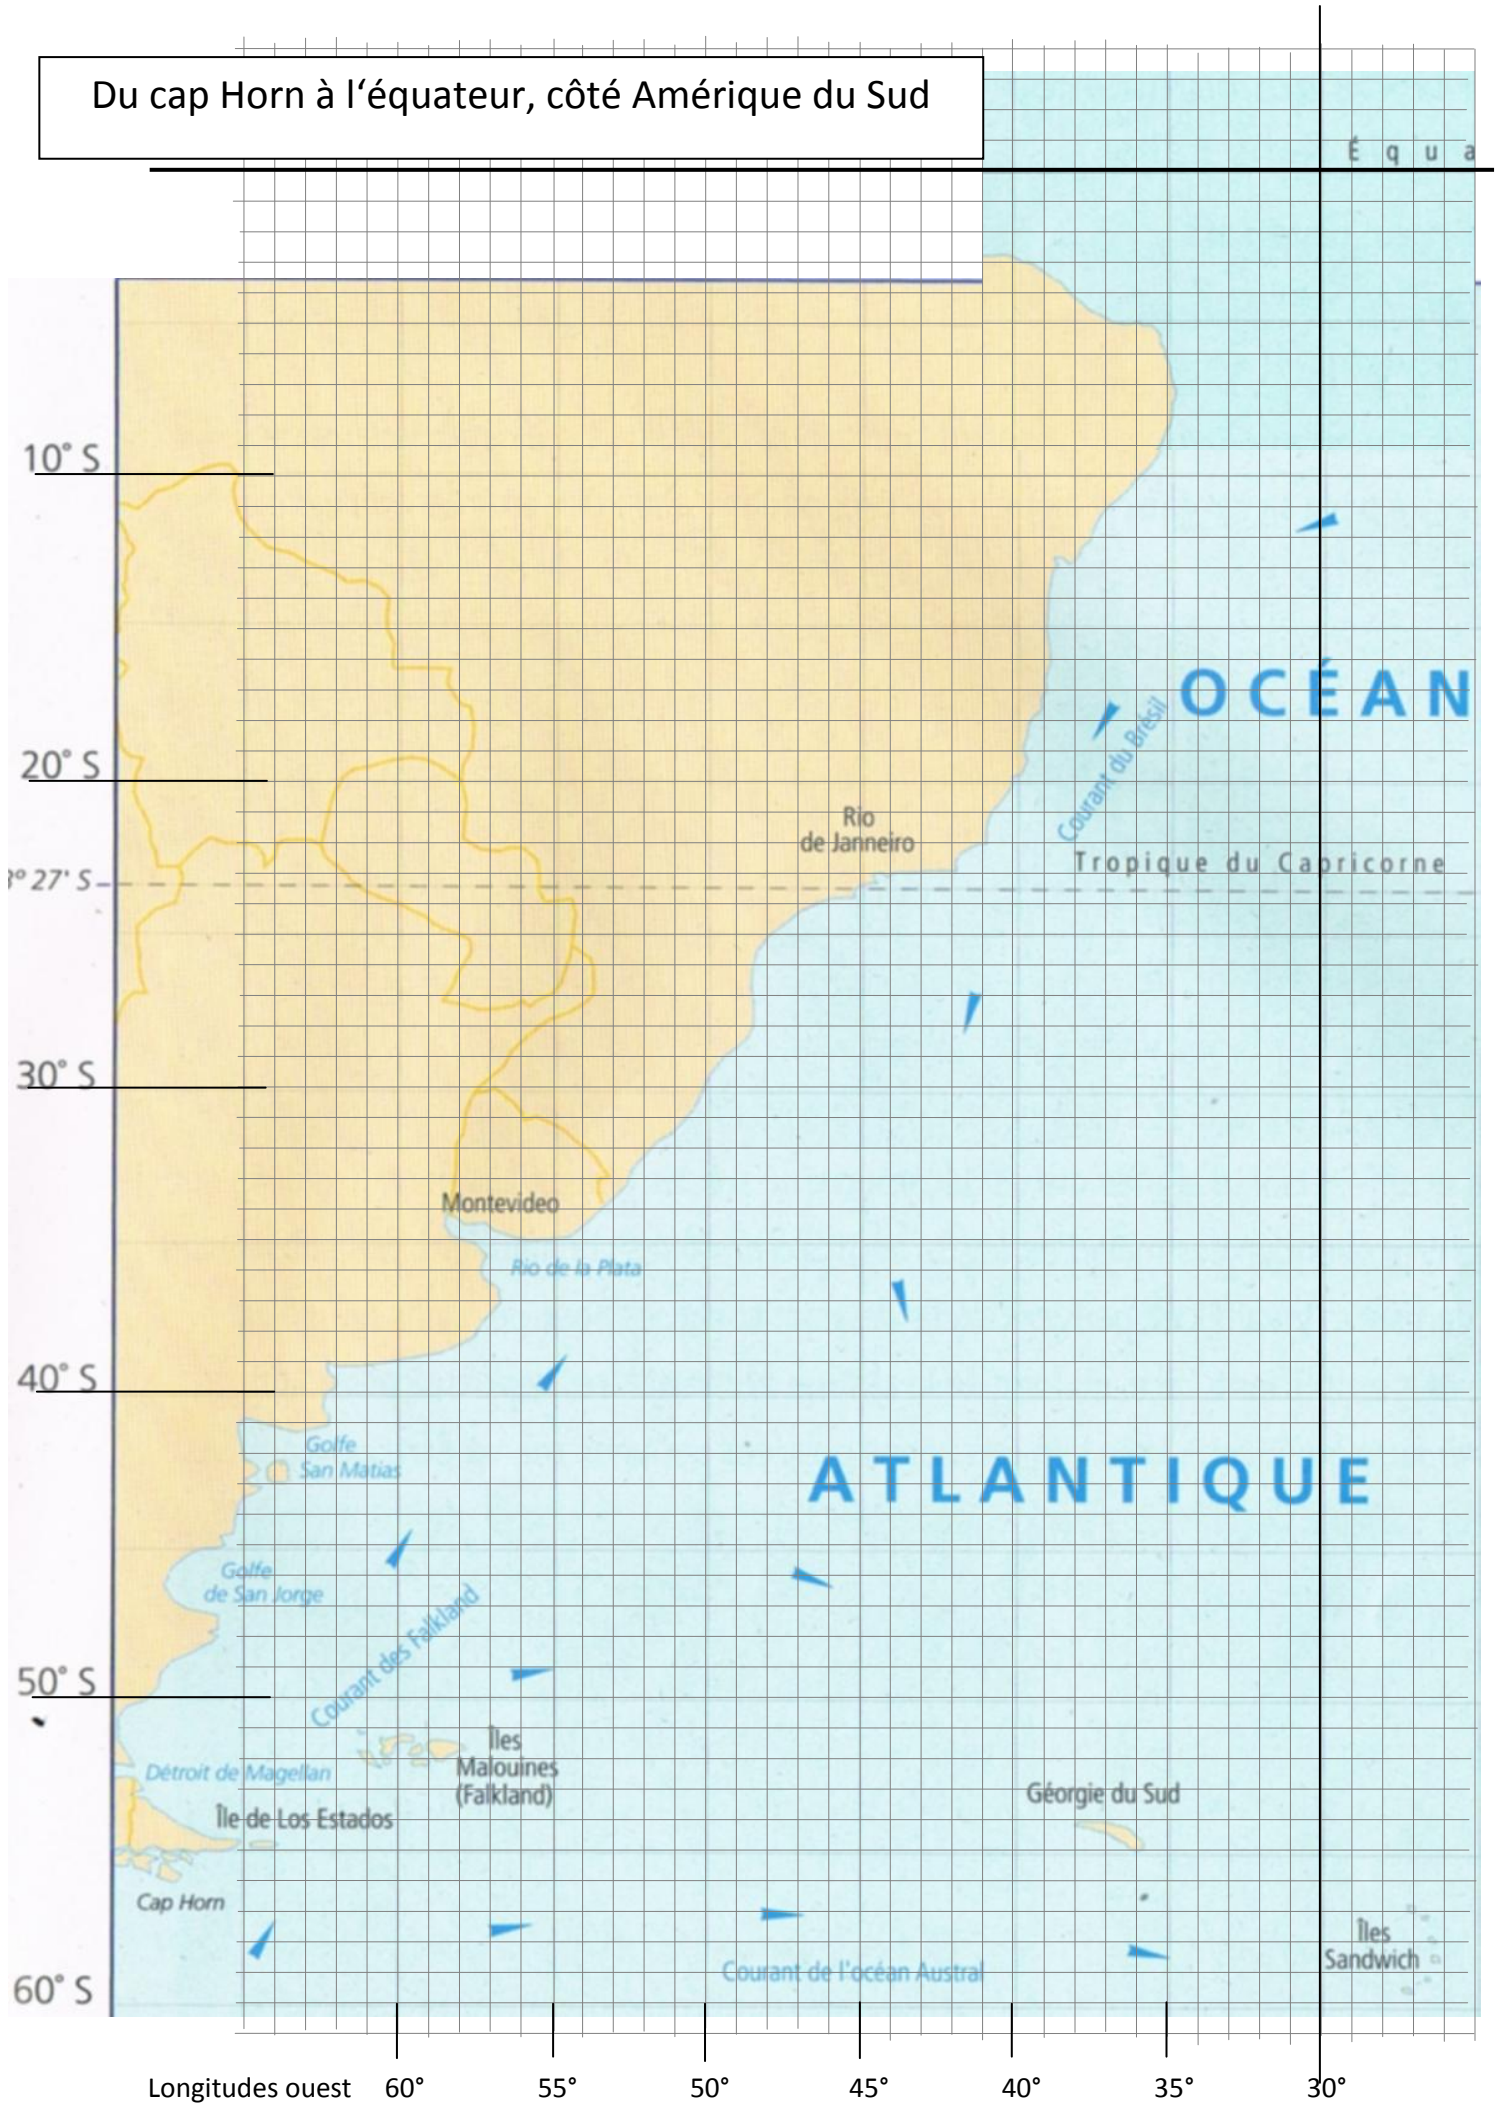 Du cap Horn à l‘équateur, côté Amérique du Sud
É q u a
10° S
OCÉAN
Courant du Brésil
20° S
Rio
de Janneiro
Tropique du Capricorne
° 27' S
30° S
Montevideo
Rio de la Plata
40° S
Golfe
San Matias
ATLANTIQUE
Golfe
de San Jorge
Courant des Falkland
50° S
Îles
Malouines
(Falkland)
Détroit de Magellan
Géorgie du Sud
Île de Los Estados
Cap Horn
Îles
Sandwich
Courant de l'océan Austral
60° S
Longitudes ouest 60° 55° 50° 45° 40° 35° 30°